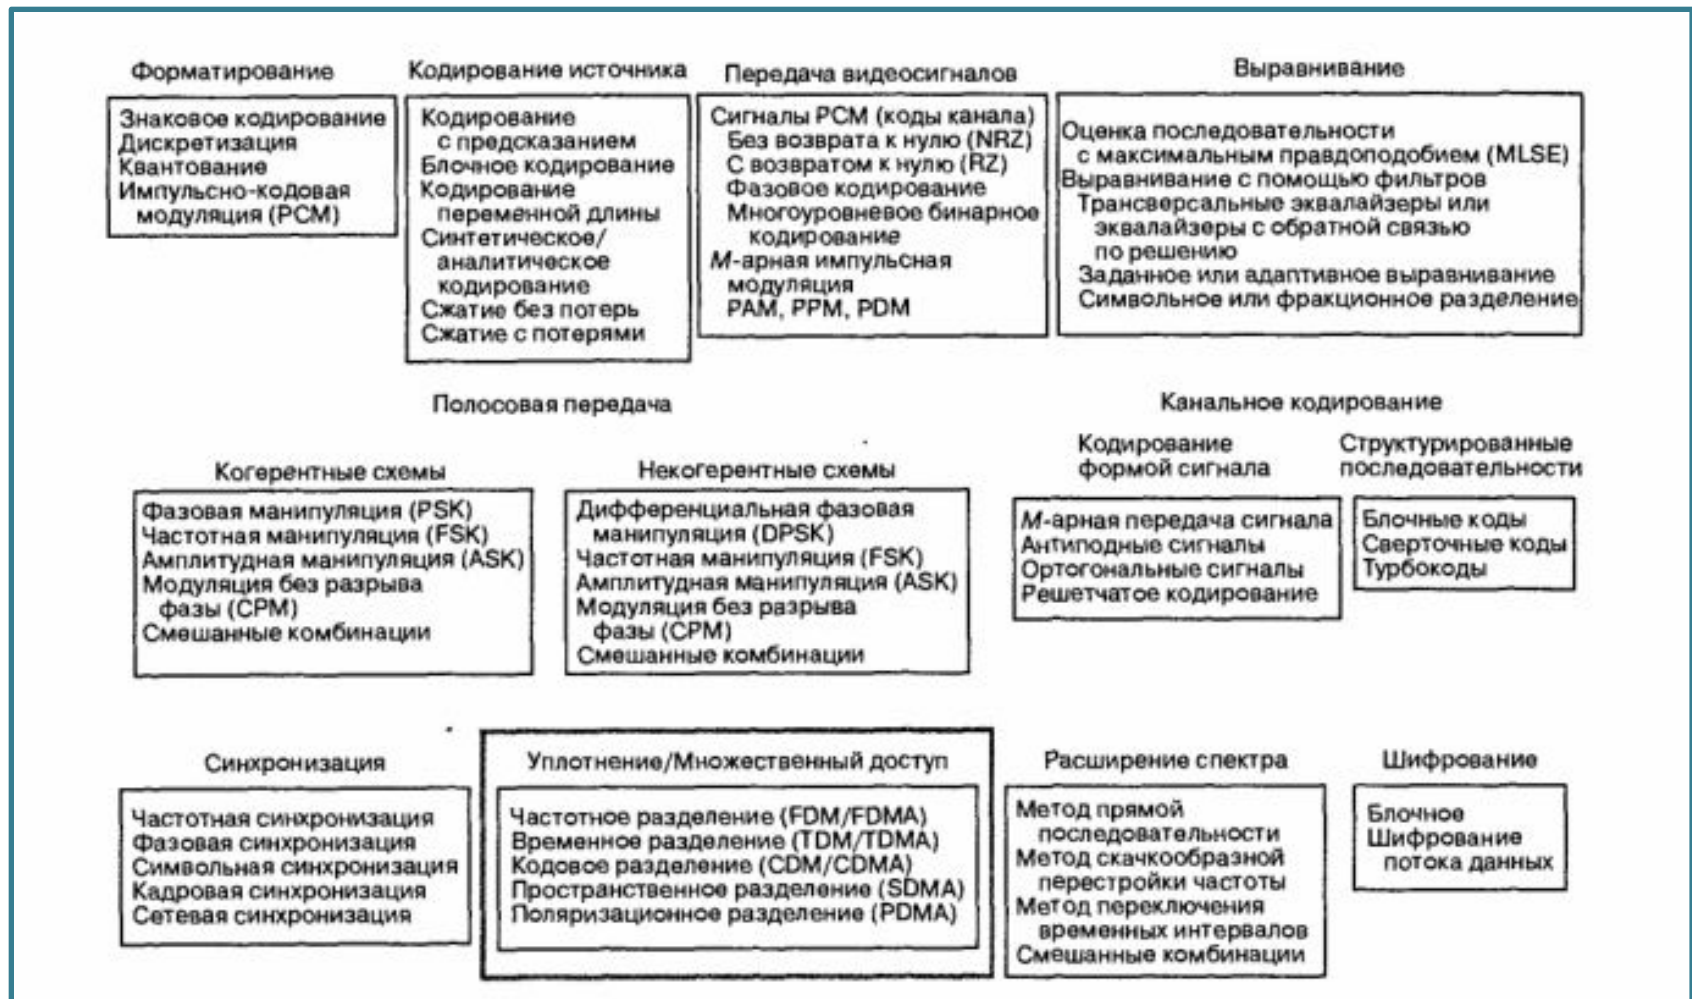 Форматирование
Знаковое кодирование
Дискретизация
Квантование
Импульсно-кодовая
модуляция (PCM)
Кодирование источника
Кодирование
с предсказанием
Блочное кодирование
Кодирование
переменной длины
Синтетическое/
аналитическое
кодирование
Сжатие без потерь
Сжатие с потерями
Передача видеосигналов
Сигналы PCM (коды канала)
Без возврата к нулю (NRZ)
С возвратом к нулю (RZ)
Фазовое кодирование
Многоуровневое бинарное
кодирование
М-арная импульсная
модуляция
PAM, PPM, PDM
Выравнивание
Оценка последовательности
с максимальным правдоподобием (MLSE)
Выравнивание с помощью фильтров
Трансверсальные эквалайзеры или
эквалайзеры с обратной связью
по решению
Заданное или адаптивное выравнивание
Символьное или фракционное разделение
Полосовая передача
Когерентные схемы
Фазовая манипуляция (PSK)
Частотная манипуляция (FSK)
Амплитудная манипуляция (ASK)
Модуляция без разрыва
фазы (CPM)
Смешанные комбинации
Некогерентные схемы
Дифференциальная фазовая
манипуляция (DPSK)
Частотная манипуляция (FSK)
Амплитудная манипуляция (ASK)
Модуляция без разрыва
фазы (CPM)
Смешанные комбинации
Канальное кодирование
Кодирование
формой сигнала
М-арная передача сигнала
Антиподные сигналы
Ортогональные сигналы
Решетчатое кодирование
Структурированные
последовательности
Блочные коды
Сверточные коды
Турбокоды
Синхронизация
Частотная синхронизация
Фазовая синхронизация
Символьная синхронизация
Кадровая синхронизация
Сетевая синхронизация
Уплотнение/Множественный доступ
Частотное разделение (FDM/FDMA)
Временное разделение (TDM/TDMA)
Кодовое разделение (CDM/CDMA)
Пространственное разделение (SDMA)
Поляризационное разделение (PDMA)
Расширение спектра
Метод прямой
последовательности
Метод скачкообразной
перестройки частоты
Метод переключения
временных интервалов
Смешанные комбинации
Шифрование
Блочное
Шифрование
потока данных